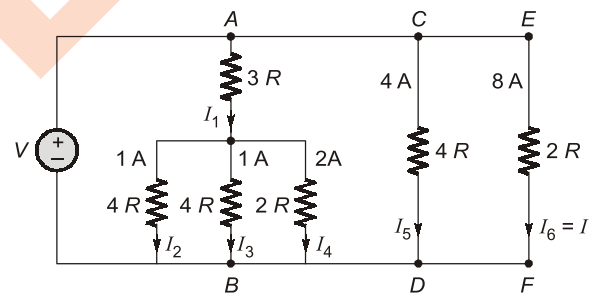 A C E
3 R 4 A 8 A
I1
V + –
1 A 1 A 2A
4 R 2 R
4 R 4 R 2 R
I2 I3 I4 I5 I6 = I
B D F